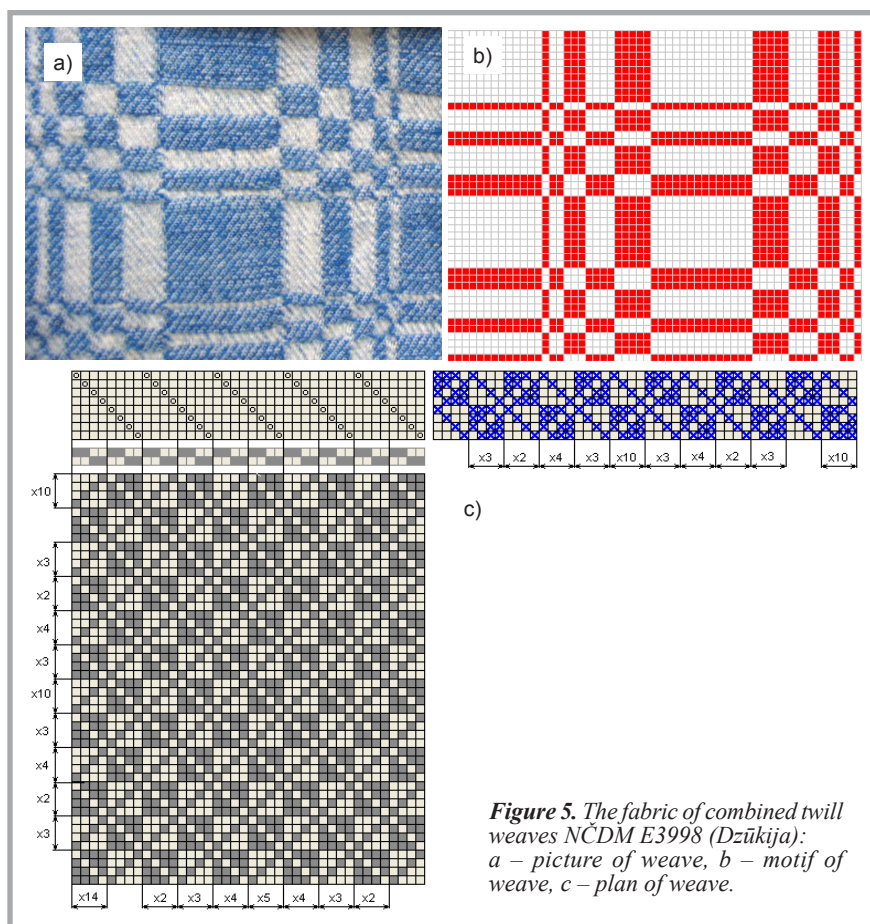 a)
b)
x3 x2 x4 x3 x10 x3 x4 x2 x3 x10
c)
x10
x3
x2
x4
x3
x10
x3
x4
x2
x3
x14 x2 x3 x4 x5 x4 x3 x2
Figure 5. The fabric of combined twill
weaves NČDM E3998 (Dzūkija):
a – picture of weave, b – motif of
weave, c – plan of weave.